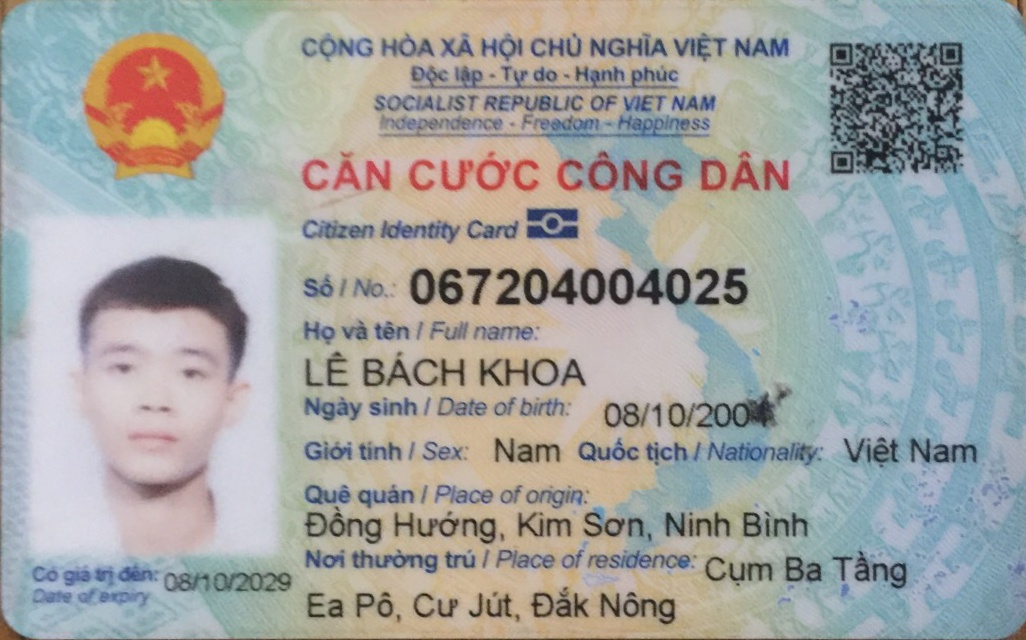 CỘNG HÒA XÃ HỘI CHỦ NGHĨA VIỆT NAM
Độc lập - Tự do - Hạnh phúc
SOCIALIST REPUBLIC OF VIET NAM
Independence - Freedom - Happiness
CĂN CƯỚC CÔNG DÂN
Citizen Identity Card
Số / No.: 067204004025
Họ và tên / Full name:
LÊ BÁCH KHOA
Ngày sinh / Date of birth: 08/10/200
Giới tính / Sex: Nam Quốc tịch / Nationality: Việt Nam
Quê quán / Place of origin:
Đồng Hướng, Kim Sơn, Ninh Bình
Nơi thường trú / Place of residence: Cụm Ba Tầng
Ea Pô, Cư Jút, Đắk Nông
Có giá trị đến: 08/10/2029
Date of expiry